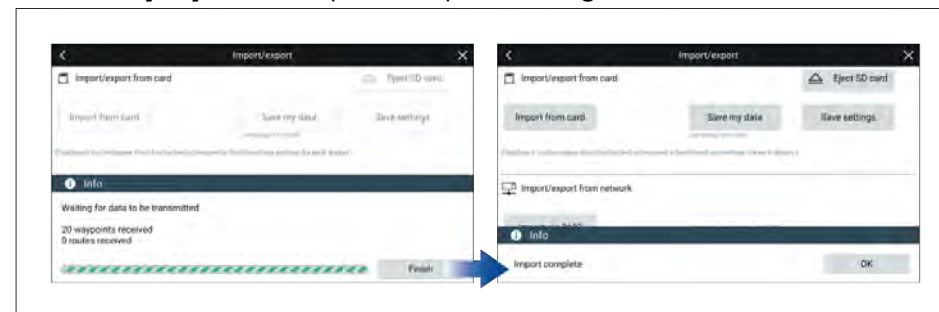 Import/export
Import/export from card
Eject SD card
Import from card
Save my data
Save settings
Info
Waiting for data to be transmitted
20 waypoints received
0 routes received
Finish
Import/export
Import/export from card
Eject SD card
Import from card
Save my data
Save settings
Import/export from network
Info
Import complete
OK